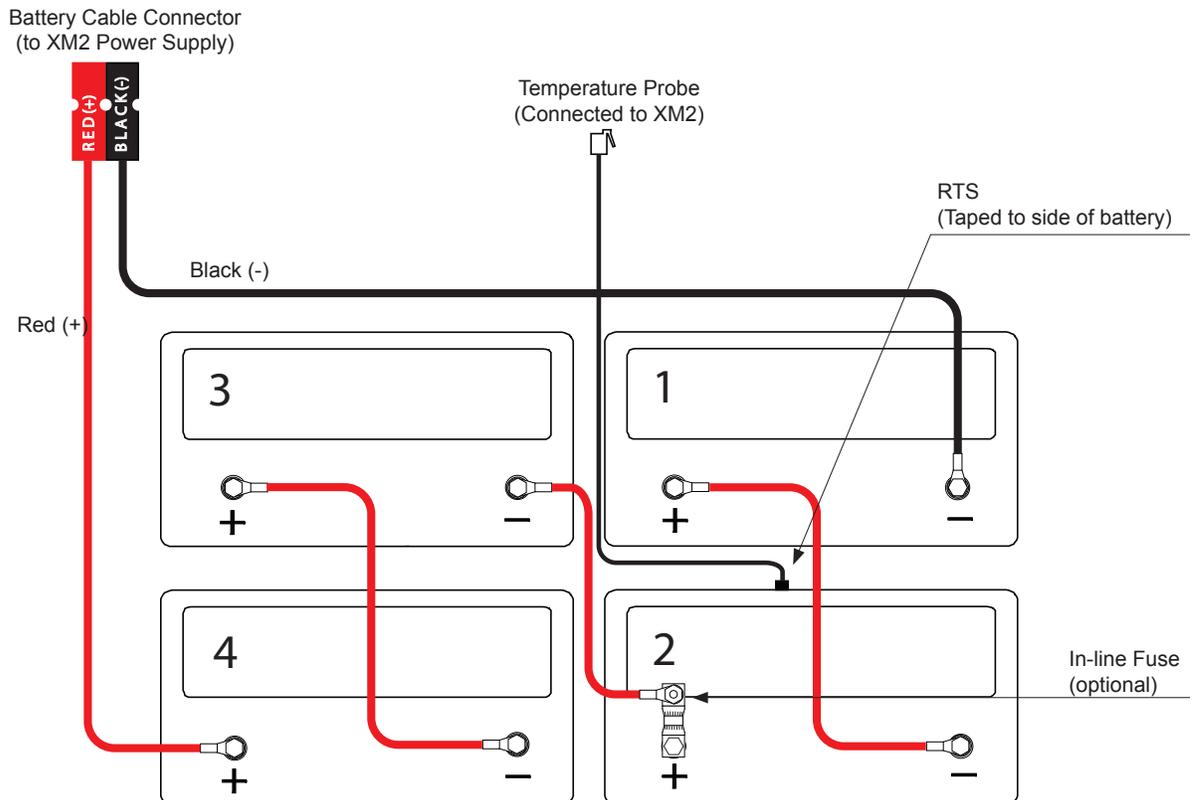 Battery Cable Connector
(to XM2 Power Supply)
RED(+)
BLACK(-)
Temperature Probe
(Connected to XM2)
RTS
(Taped to side of battery)
Black (-)
Red (+)
3
1
+
−
+
−
4
2
In-line Fuse
(optional)
+
−
+
−